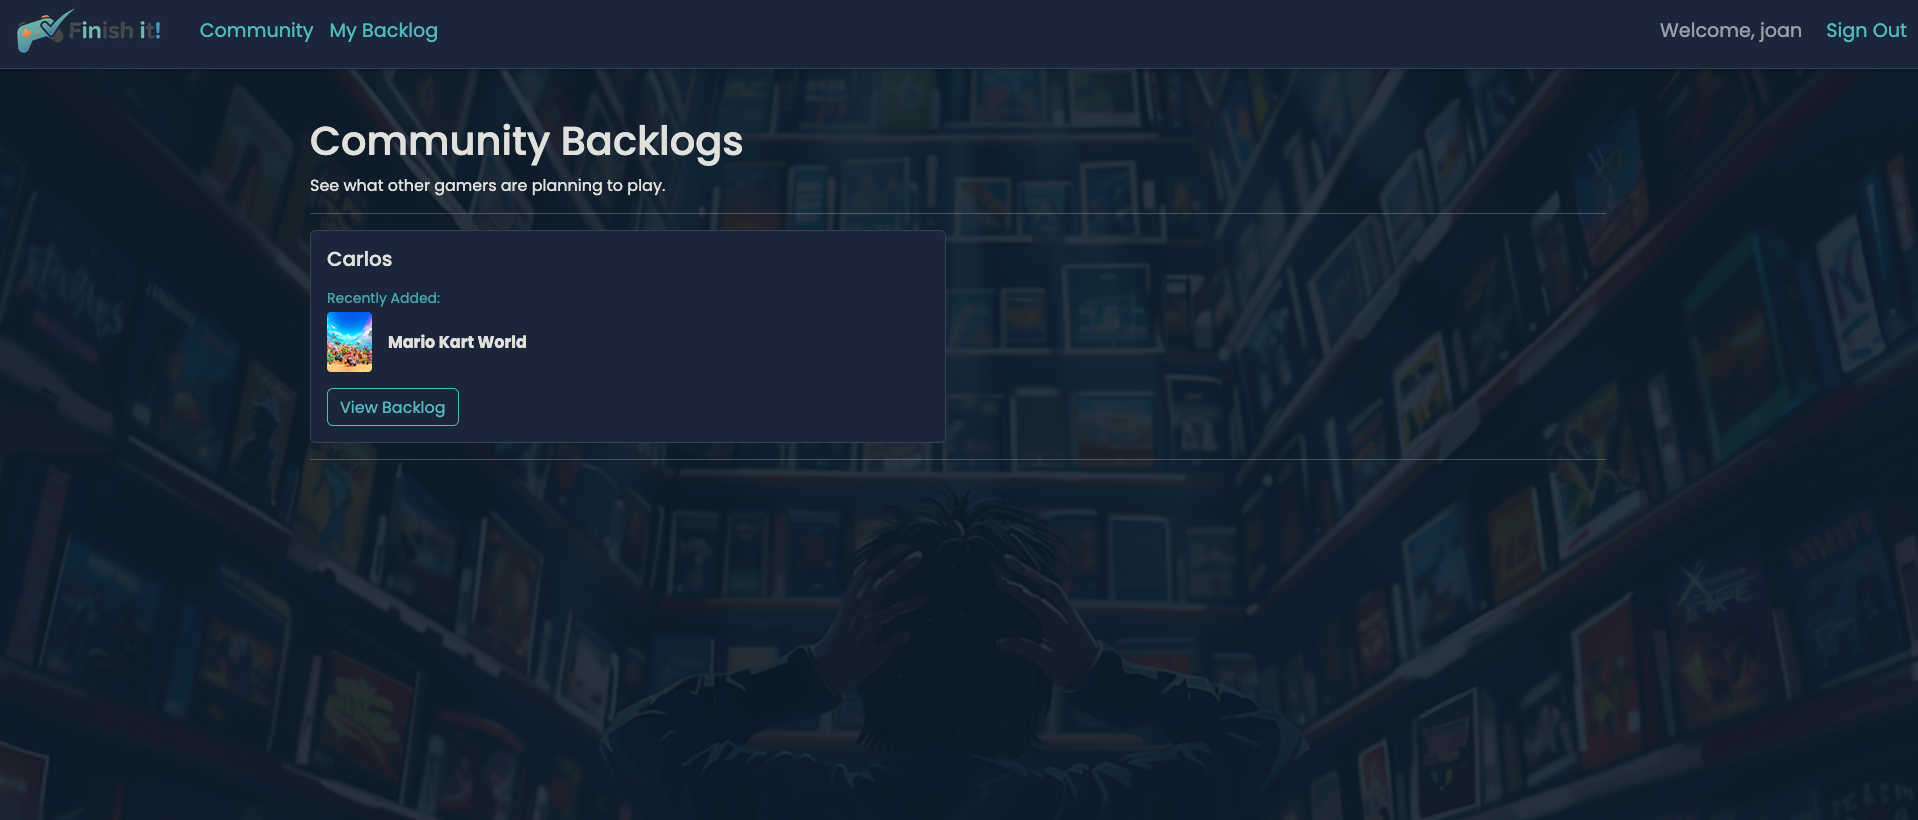 Finish it!
Community
My Backlog
Welcome, joan
Sign Out
Community Backlogs
See what other gamers are planning to play.
Carlos
Recently Added:
Mario Kart World
View Backlog